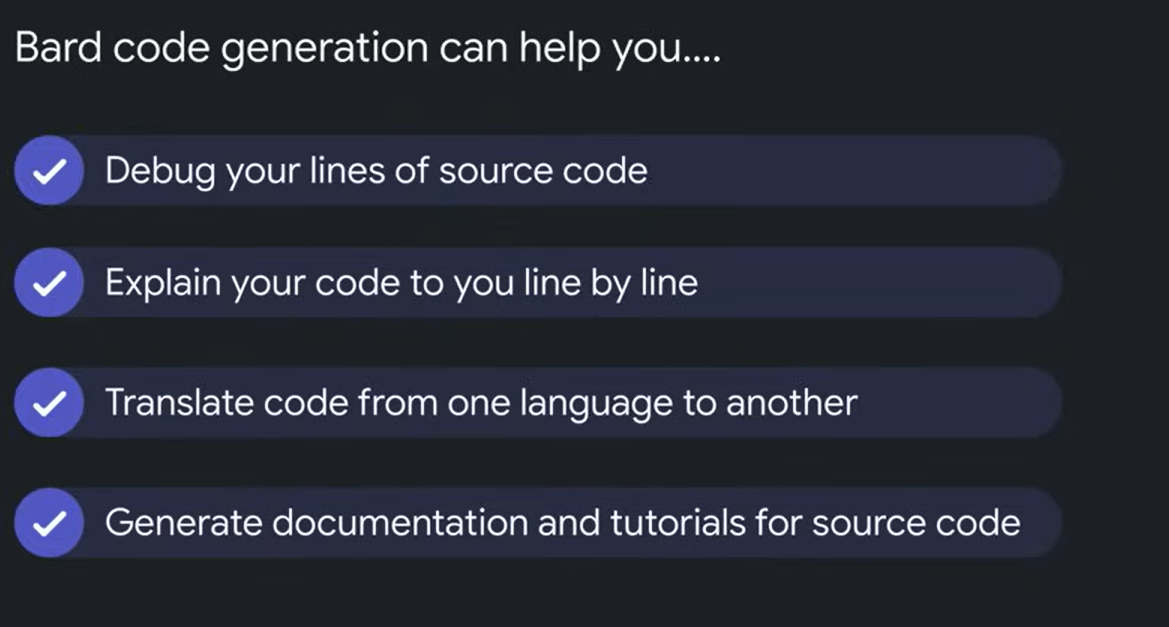 Bard code generation can help you....
Debug your lines of source code
Explain your code to you line by line
Translate code from one language to another
Generate documentation and tutorials for source code